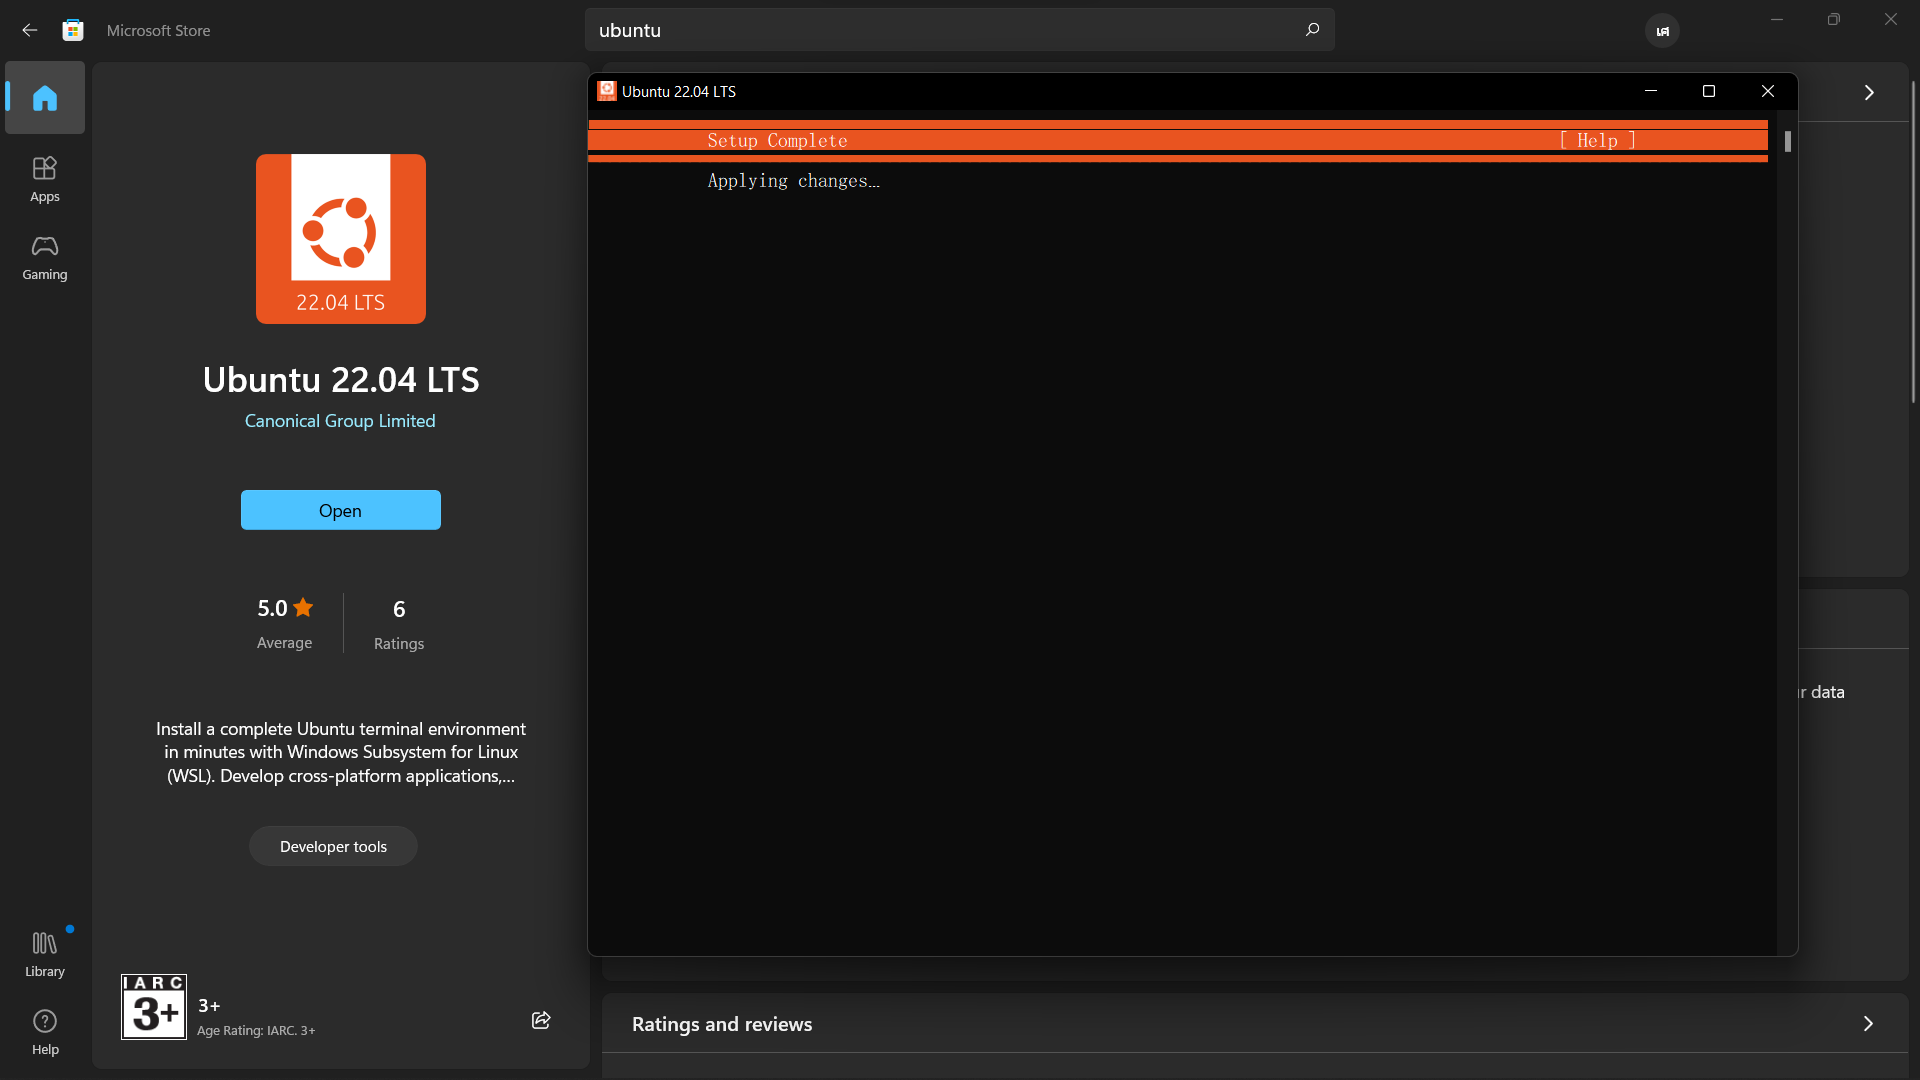 Microsoft Store
ubuntu
เศ
Apps
Gaming
Library
Help
22.04 LTS
Ubuntu 22.04 LTS
Canonical Group Limited
Open
5.0
Average
6
Ratings
Install a complete Ubuntu terminal environment
in minutes with Windows Subsystem for Linux
(WSL). Develop cross-platform applications,...
Developer tools
IARC
3+
3+
Age Rating: IARC. 3+
Ubuntu 22.04 LTS
Setup Complete [ Help ]
Applying changes…
r data
Ratings and reviews